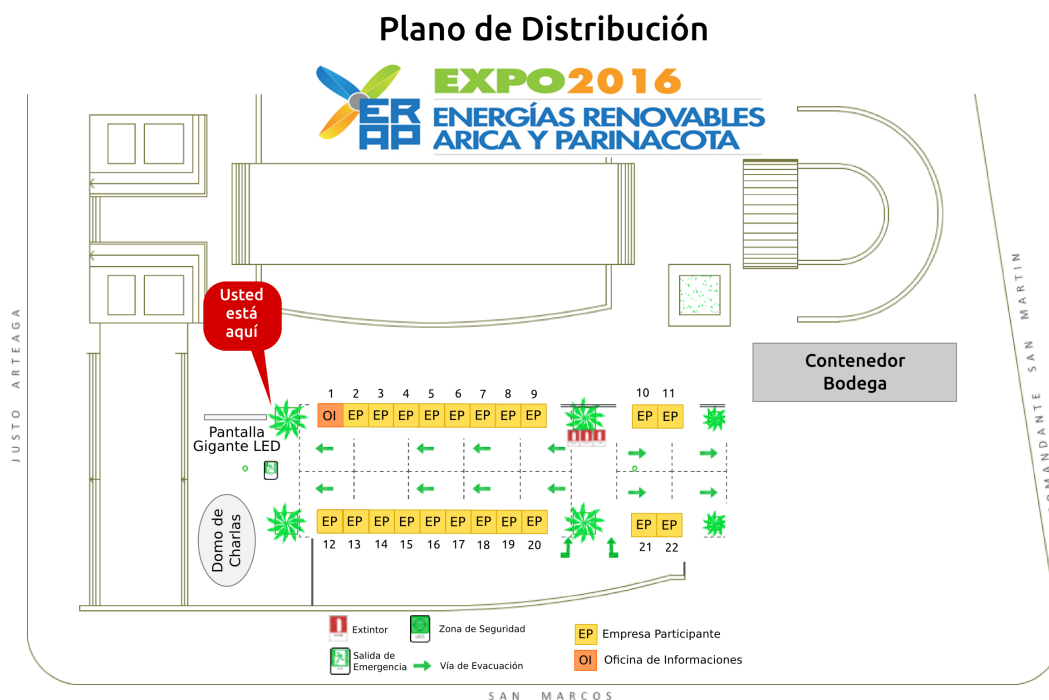 Plano de Distribución
EXPO2016
ER
AP
ENERGÍAS RENOVABLES
ARICA Y PARINACOTA
Usted
está
aquí
JUSTO ARTEAGA
COMANDANTE SAN MARTIN
Contenedor
Bodega
1 2 3 4 5 6 7 8 9 10 11
OI EP EP EP EP EP EP EP EP EP EP
Pantalla
Gigante LED
Domo de
Charlas
EP EP EP EP EP EP EP EP EP EP EP
12 13 14 15 16 17 18 19 20 21 22
Extintor
Zona de Seguridad
Salida de
Emergencia
Vía de Evacuación
EP Empresa Participante
OI Oficina de Informaciones
SAN MARCOS